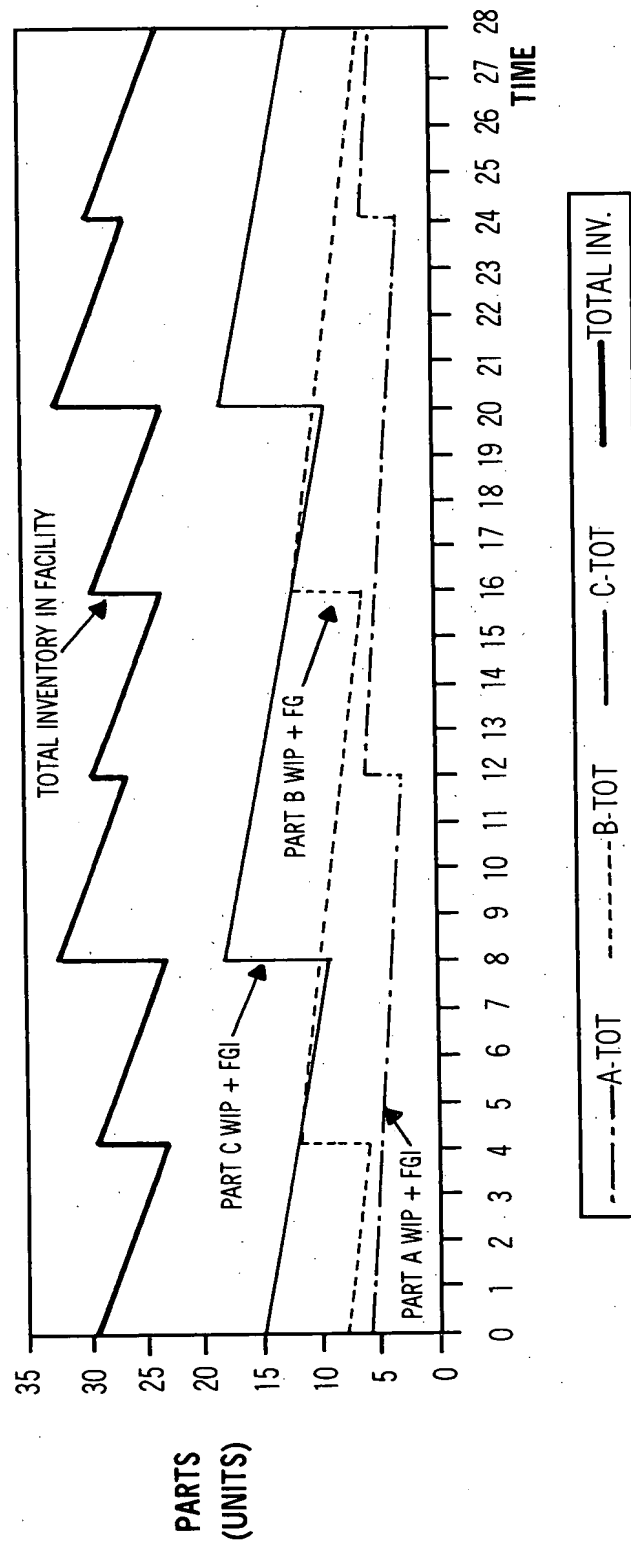 PARTS
(UNITS)
35
30
25
20
15
10
5
0
TOTAL INVENTORY IN FACILITY
PART C WIP + FGI
PART B WIP + FG
PART A WIP + FGI
0 1 2 3 4 5 6 7 8 9 10 11 12 13 14 15 16 17 18 19 20 21 22 23 24 25 26 27 28
TIME
A-TOT B-TOT C-TOT TOTAL INV.